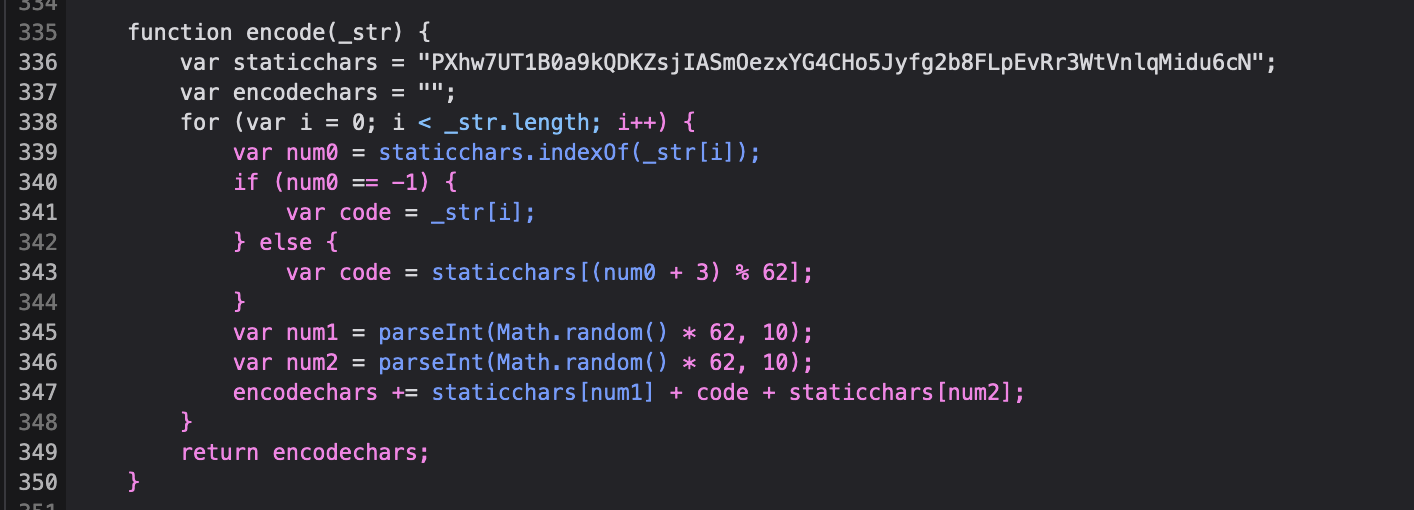 334
335 function encode(_str) {
336 var staticchars = "PXhw7UT1B0a9kQDKZsjIASmOezxYG4CHo5Jyfg2b8FLpEvRr3WtVnlqMidu6cN";
337 var encodechars = "";
338 for (var i = 0; i < _str.length; i++) {
339 var num0 = staticchars.indexOf(_str[i]);
340 if (num0 == -1) {
341 var code = _str[i];
342 } else {
343 var code = staticchars[(num0 + 3) % 62];
344 }
345 var num1 = parseInt(Math.random() * 62, 10);
346 var num2 = parseInt(Math.random() * 62, 10);
347 encodechars += staticchars[num1] + code + staticchars[num2];
348 }
349 return encodechars;
350 }
351